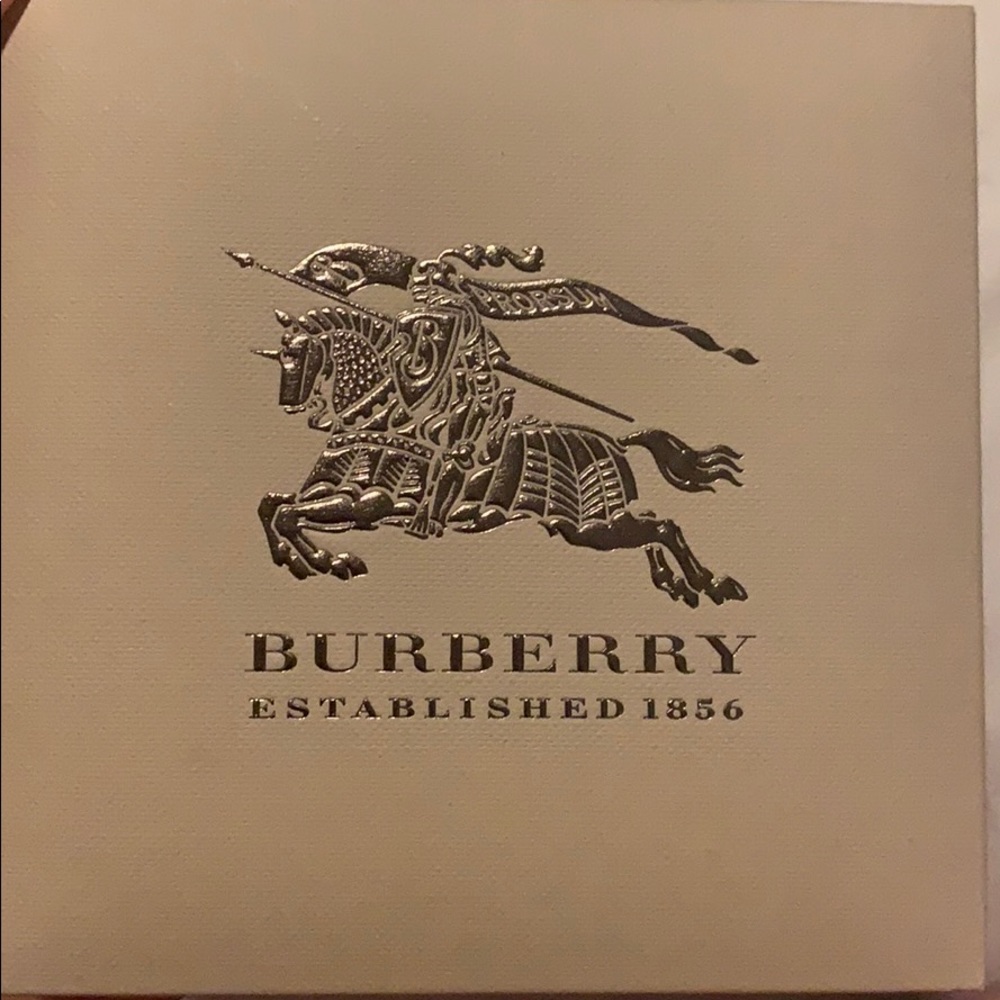 PRORSUM
B
BURBERRY
ESTABLISHED 1856